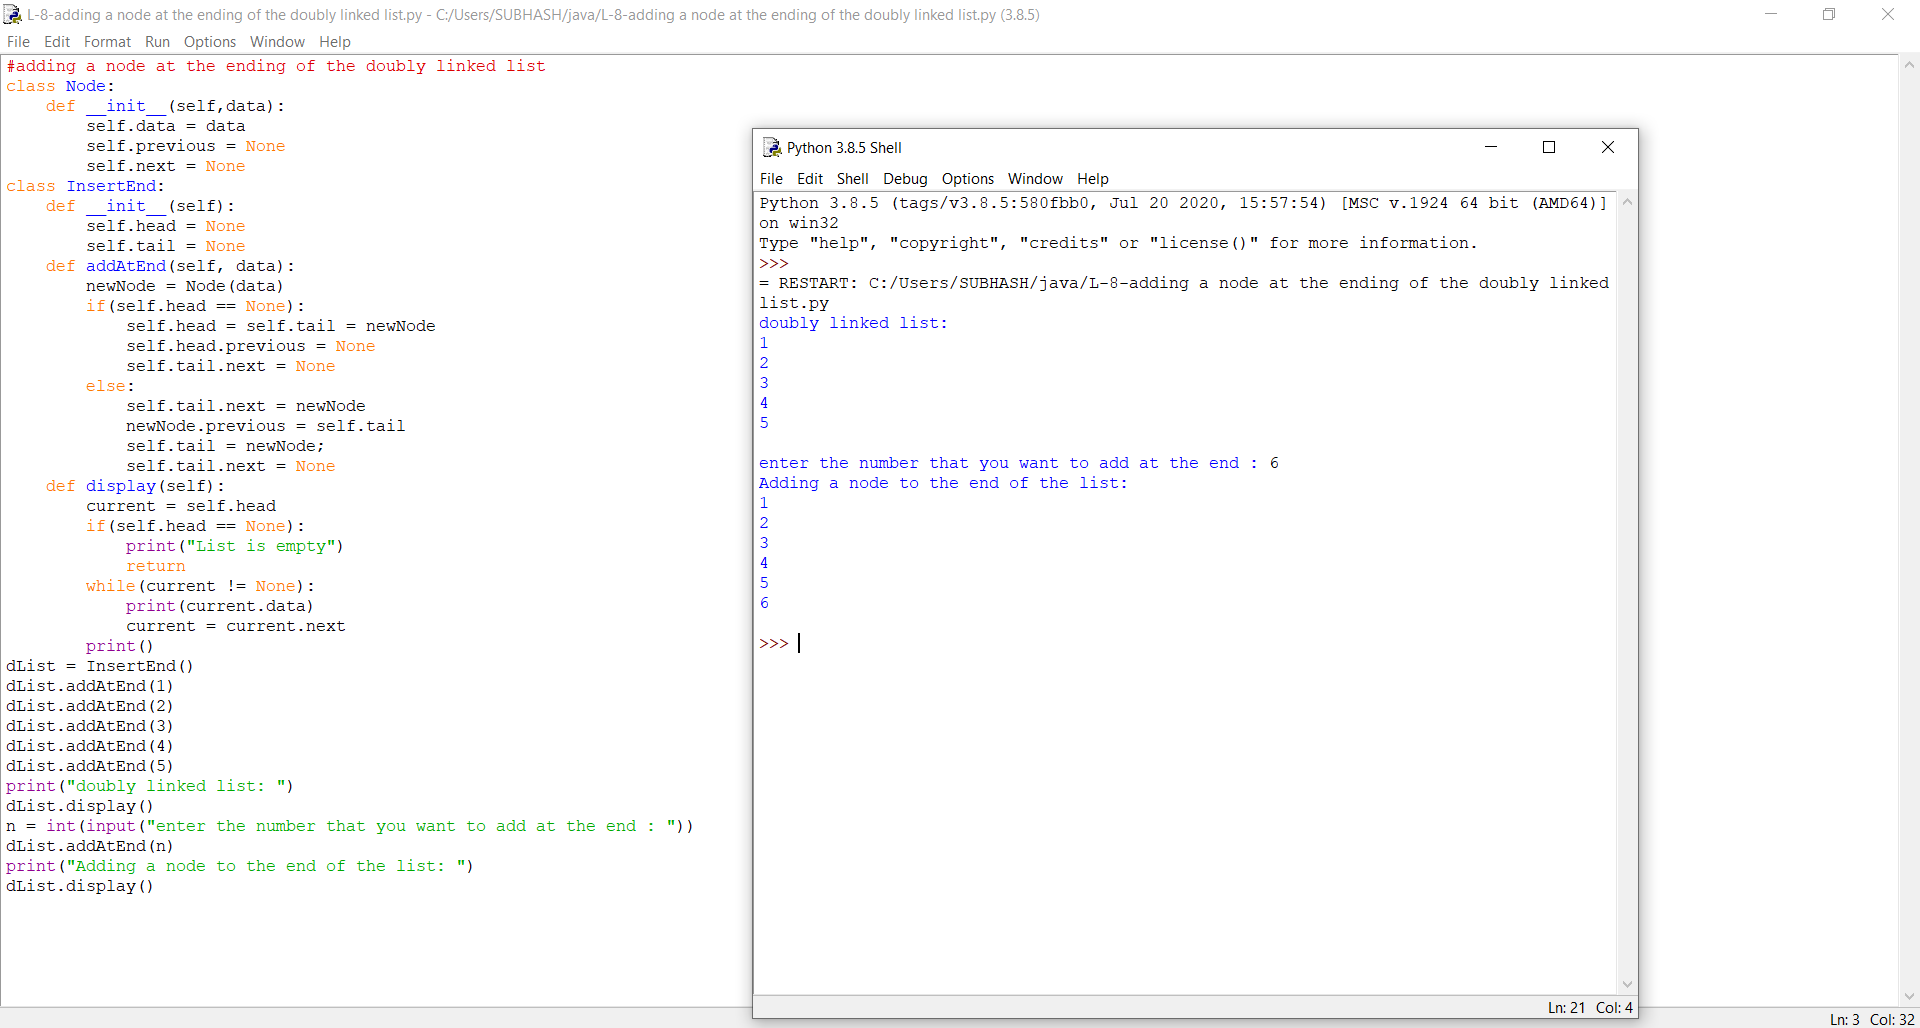 L-8-adding a node at the ending of the doubly linked list.py - C:/Users/SUBHASH/java/L-8-adding a node at the ending of the doubly linked list.py (3.8.5)
File Edit Format Run Options Window Help
#adding a node at the ending of the doubly linked list
class Node:
    def __init__(self,data):
        self.data = data
        self.previous = None
        self.next = None
class InsertEnd:
    def __init__(self):
        self.head = None
        self.tail = None
    def addAtEnd(self, data):
        newNode = Node(data)
        if(self.head == None):
            self.head = self.tail = newNode
            self.head.previous = None
            self.tail.next = None
        else:
            self.tail.next = newNode
            newNode.previous = self.tail
            self.tail = newNode;
            self.tail.next = None
    def display(self):
        current = self.head
        if(self.head == None):
            print("List is empty")
            return
        while(current != None):
            print(current.data)
            current = current.next
        print()
dList = InsertEnd()
dList.addAtEnd(1)
dList.addAtEnd(2)
dList.addAtEnd(3)
dList.addAtEnd(4)
dList.addAtEnd(5)
print("doubly linked list: ")
dList.display()
n = int(input("enter the number that you want to add at the end : "))
dList.addAtEnd(n)
print("Adding a node to the end of the list: ")
dList.display()
Python 3.8.5 Shell
File Edit Shell Debug Options Window Help
Python 3.8.5 (tags/v3.8.5:580fbb0, Jul 20 2020, 15:57:54) [MSC v.1924 64 bit (AMD64)]
on win32
Type "help", "copyright", "credits" or "license()" for more information.
>>>
= RESTART: C:/Users/SUBHASH/java/L-8-adding a node at the ending of the doubly linked
list.py
doubly linked list:
1
2
3
4
5
enter the number that you want to add at the end : 6
Adding a node to the end of the list:
1
2
3
4
5
6
>>>
Ln: 21 Col: 4
Ln: 3 Col: 32